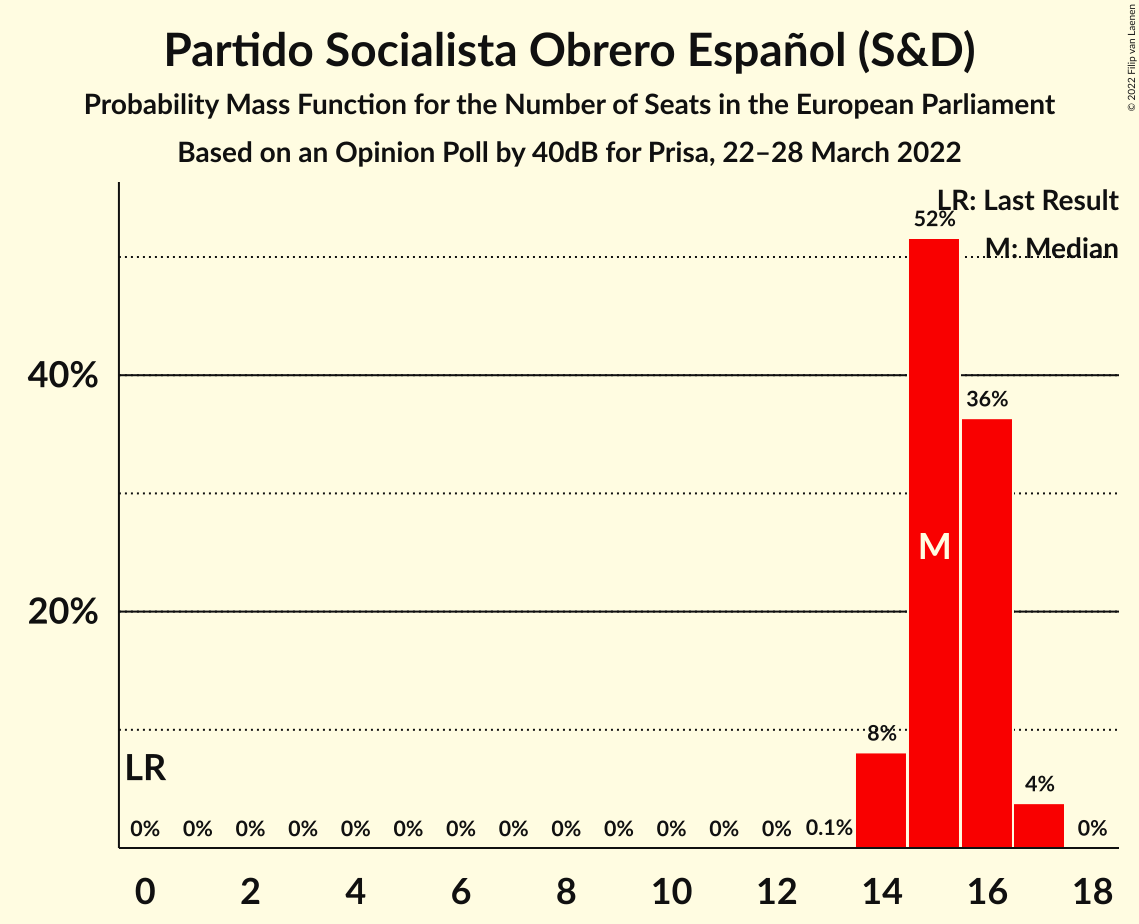 Partido Socialista Obrero Español (S&D)
Probability Mass Function for the Number of Seats in the European Parliament
Based on an Opinion Poll by 40dB for Prisa, 22–28 March 2022
© 2022 Filip van Laenen
LR: Last Result
52%
M: Median
40%
36%
M
20%
8%
LR
4%
0% 0% 0% 0% 0% 0% 0% 0% 0% 0% 0% 0% 0% 0.1% 0%
0 2 4 6 8 10 12 14 16 18